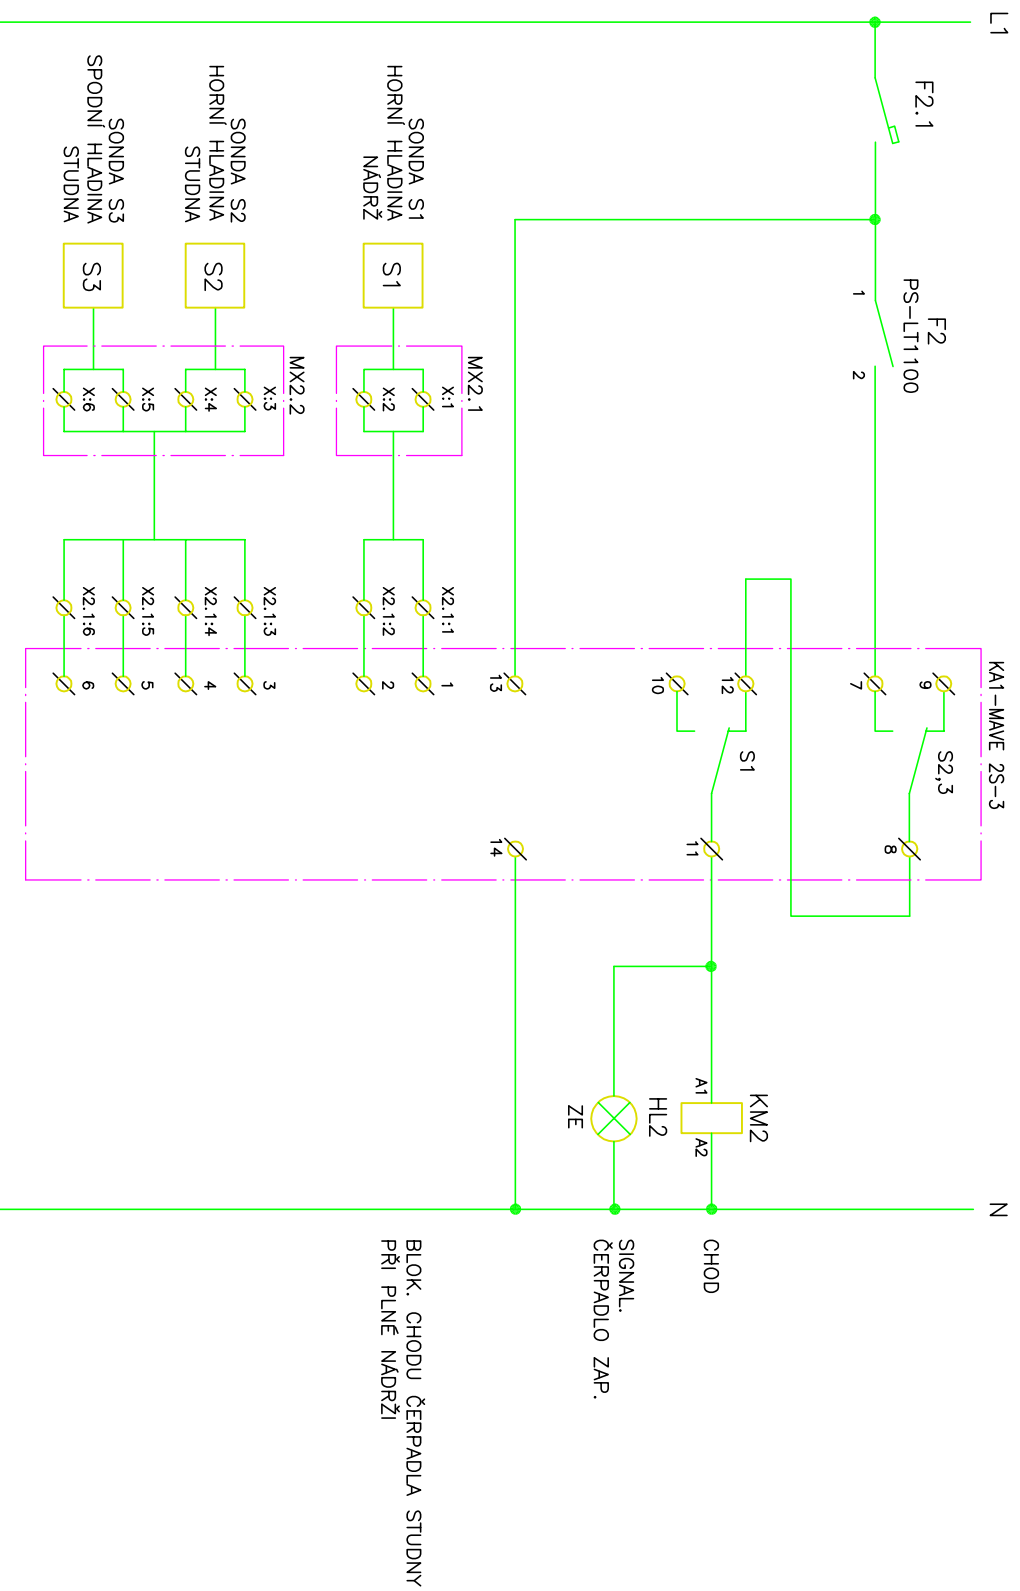 L1
F2.1
F2
PS-LT1100
1
2
KA1-MAVE 2S-3
9
7
S2,3
8
12
10
S1
11
13
14
KM2
A1
A2
HL2
ZE
N
CHOD
SIGNAL.
ČERPADLO ZAP.
BLOK. CHODU ČERPADLA STUDNY
PŘI PLNÉ NÁDRŽI
SONDA S1
HORNÍ HLADINA
NÁDRŽ
S1
MX2.1
X:1
X:2
X2.1:1
X2.1:2
1
2
SONDA S2
HORNÍ HLADINA
STUDNA
S2
MX2.2
X:3
X:4
X2.1:3
X2.1:4
3
4
SONDA S3
SPODNÍ HLADINA
STUDNA
S3
X:5
X:6
X2.1:5
X2.1:6
5
6